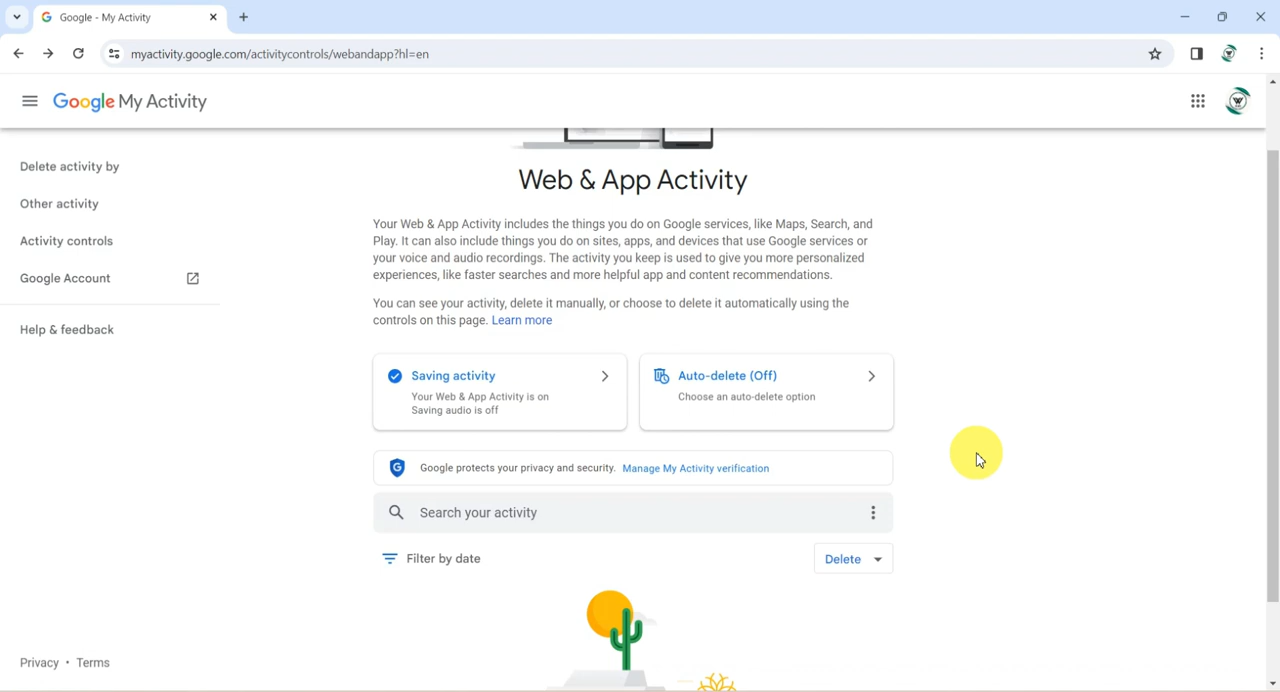 Google - My Activity
myactivity.google.com/activitycontrols/webandapp?hl=en
Google My Activity
Delete activity by
Other activity
Activity controls
Google Account
Help & feedback
Web & App Activity
Your Web & App Activity includes the things you do on Google services, like Maps, Search, and
Play. It can also include things you do on sites, apps, and devices that use Google services or
your voice and audio recordings. The activity you keep is used to give you more personalized
experiences, like faster searches and more helpful app and content recommendations.
You can see your activity, delete it manually, or choose to delete it automatically using the
controls on this page. Learn more
Saving activity
Your Web & App Activity is on
Saving audio is off
Auto-delete (Off)
Choose an auto-delete option
Google protects your privacy and security. Manage My Activity verification
Search your activity
Filter by date
Delete
Privacy • Terms